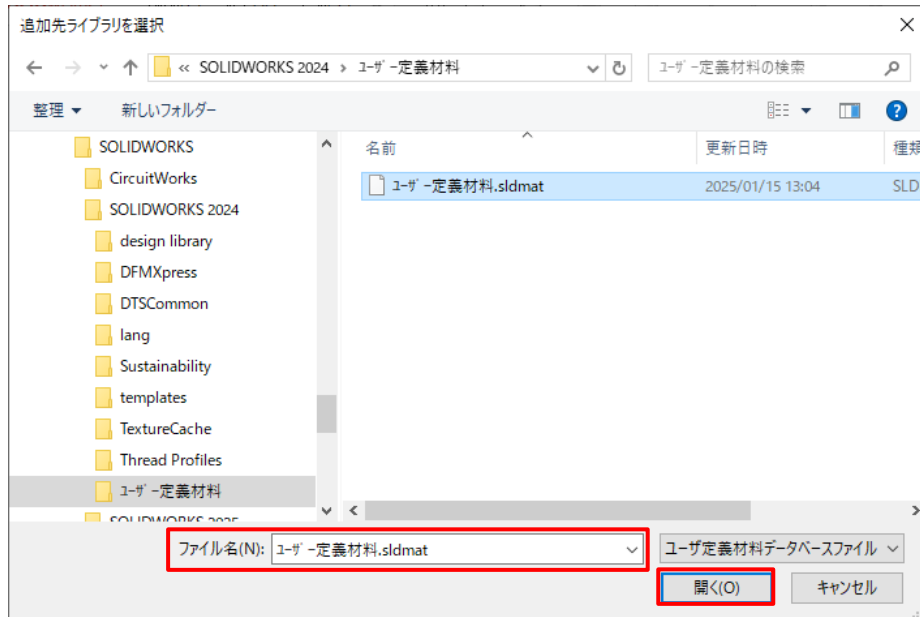 追加先ライブラリを選択
« SOLIDWORKS 2024 › ﾕｰｻﾞｰ定義材料
ﾕｰｻﾞｰ定義材料の検索
整理 新しいフォルダー
SOLIDWORKS
CircuitWorks
SOLIDWORKS 2024
design library
DFMXpress
DTSCommon
lang
Sustainability
templates
TextureCache
Thread Profiles
ﾕｰｻﾞｰ定義材料
SOLIDWORKS 2025
名前 更新日時 種類
ﾕｰｻﾞｰ定義材料.sldmat 2025/01/15 13:04 SLD
ファイル名(N): ﾕｰｻﾞｰ定義材料.sldmat
ユーザ定義材料データベースファイル
開く(O) キャンセル